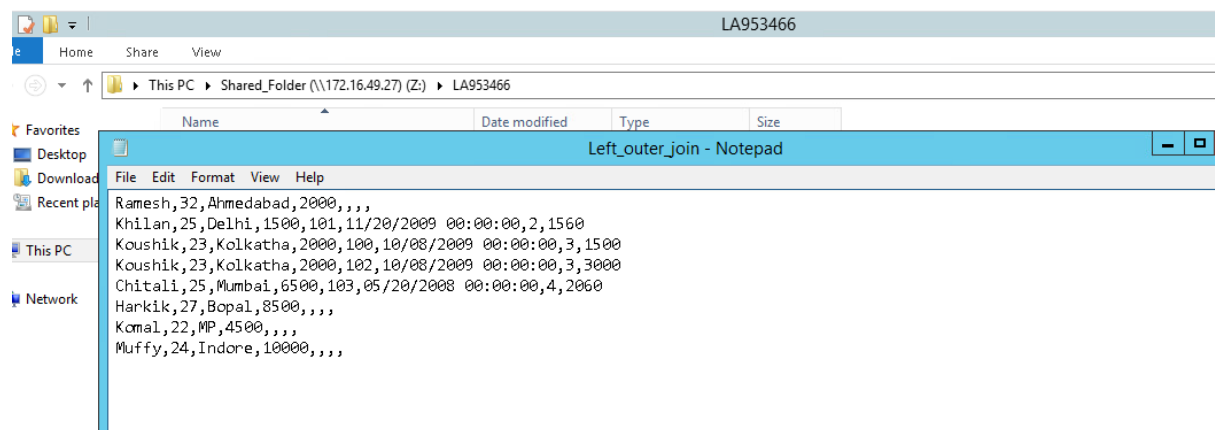 LA953466
Home Share View
This PC ▸ Shared_Folder (\\172.16.49.27) (Z:) ▸ LA953466
Name Date modified Type Size
Favorites
Desktop
Download
Recent pla
This PC
Network
Left_outer_join - Notepad
File Edit Format View Help
Ramesh,32,Ahmedabad,2000,,,,
Khilan,25,Delhi,1500,101,11/20/2009 00:00:00,2,1560
Koushik,23,Kolkatha,2000,100,10/08/2009 00:00:00,3,1500
Koushik,23,Kolkatha,2000,102,10/08/2009 00:00:00,3,3000
Chitali,25,Mumbai,6500,103,05/20/2008 00:00:00,4,2060
Harkik,27,Bopal,8500,,,,
Komal,22,MP,4500,,,,
Muffy,24,Indore,10000,,,,